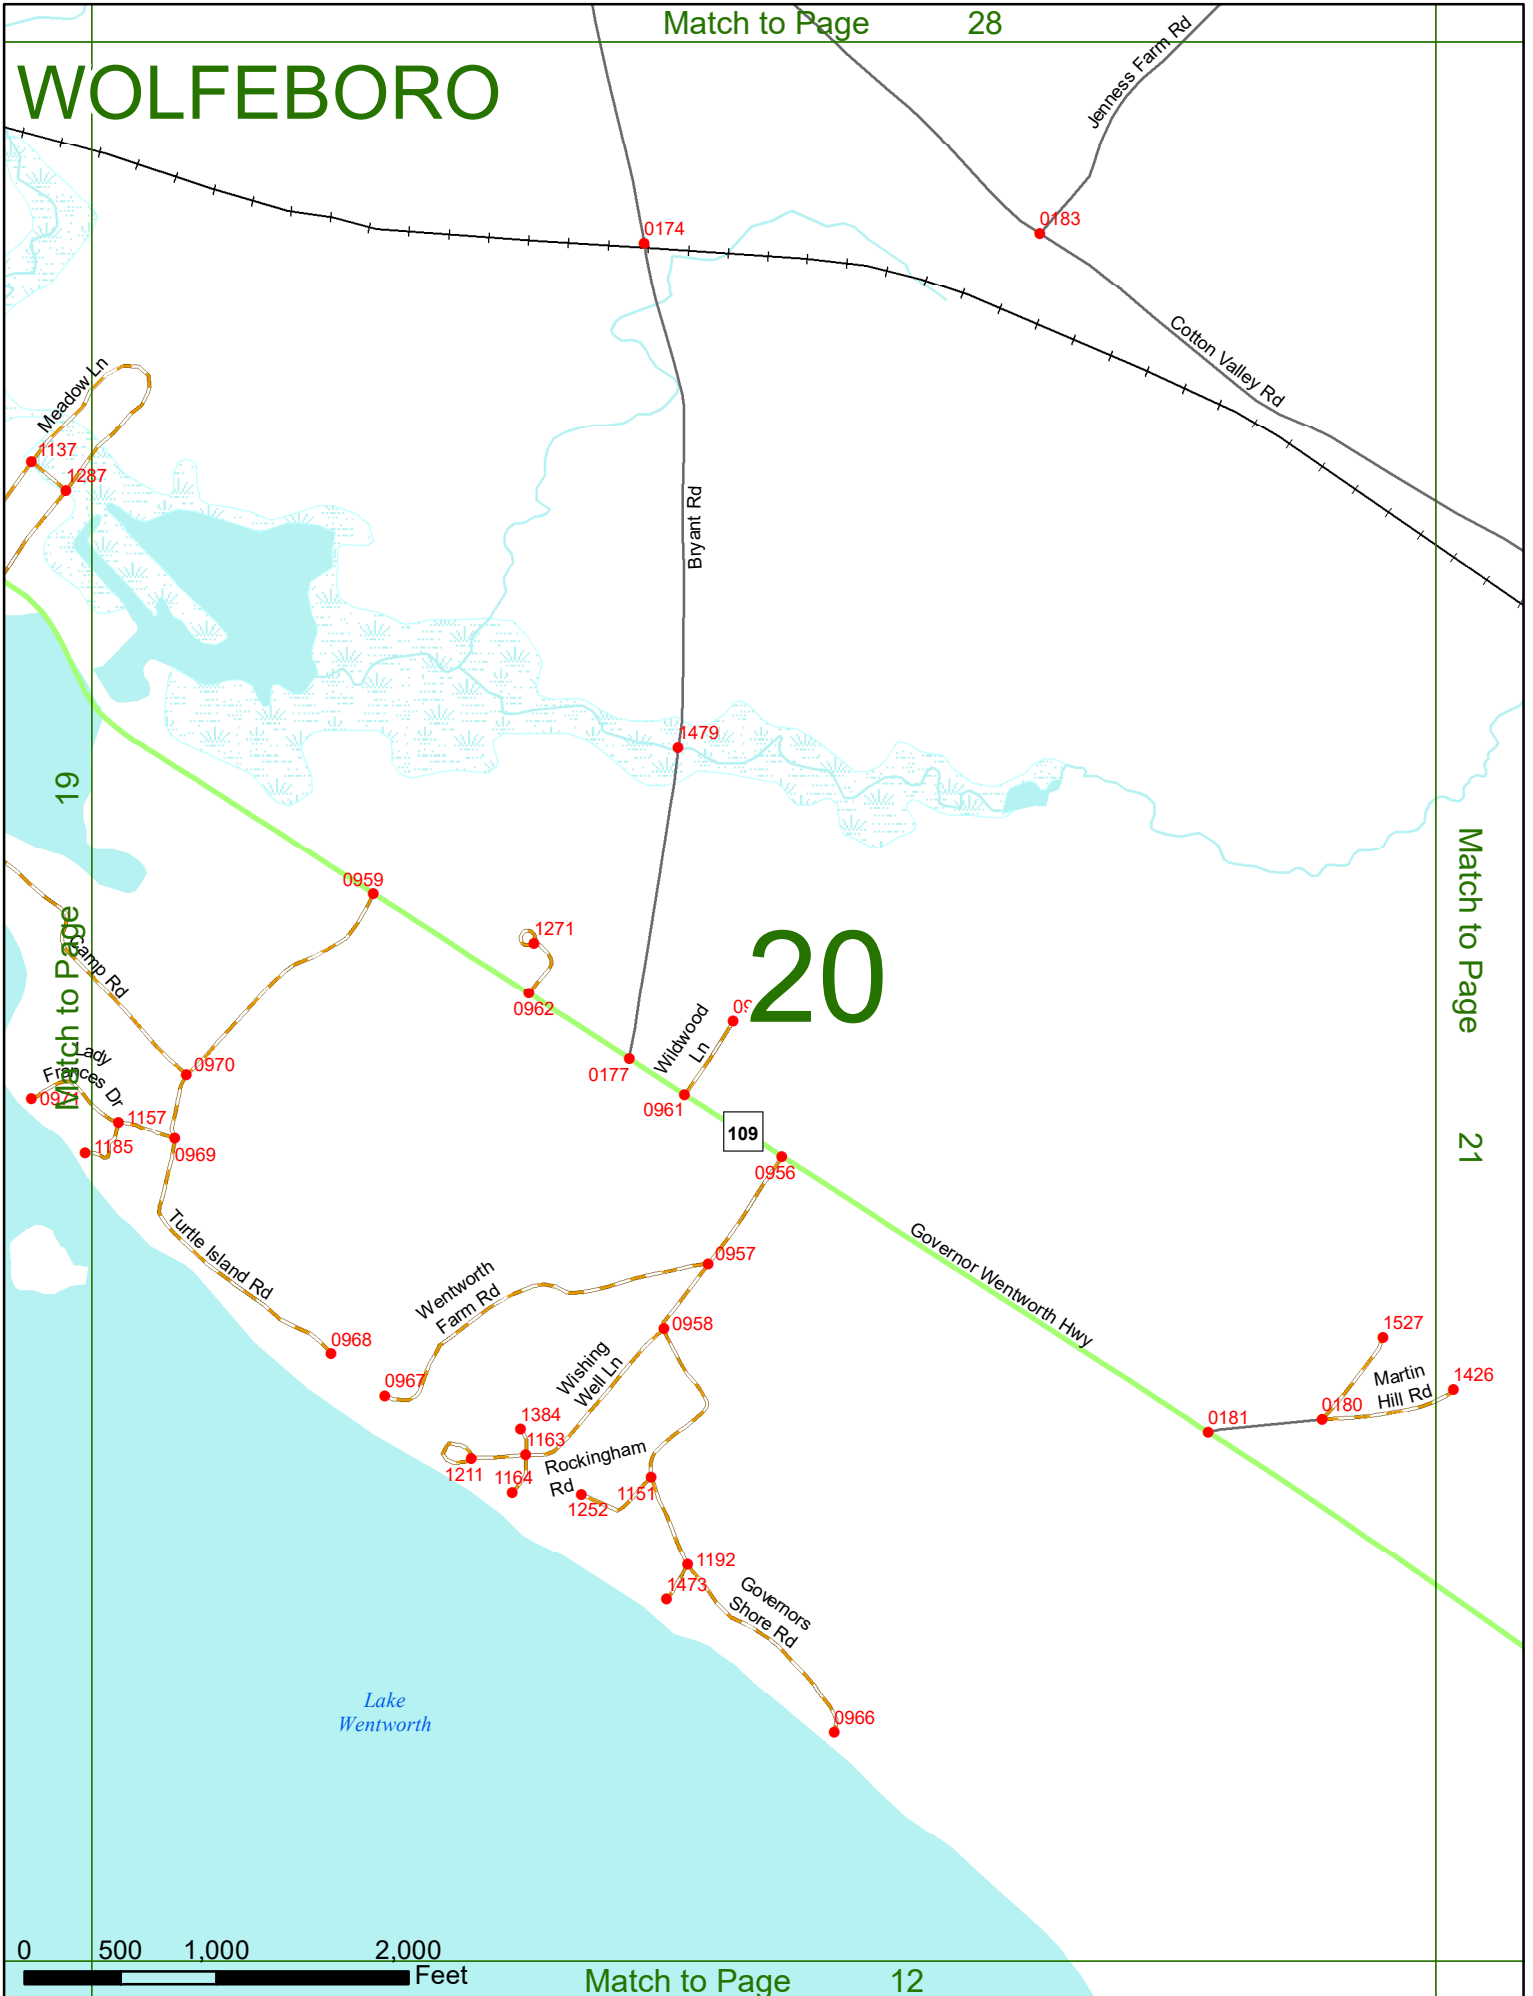 Match to Page 28
WOLFEBORO
Jenness Farm Rd
0174
0183
Cotton Valley Rd
Meadow Ln
1137
1287
Bryant Rd
1479
Match to Page 19
Match to Page 21
0959
1271
20
0962
Camp Rd
Wildwood
Ln
0177
0961
Lady
Frances Dr
0970
0971
1157
1185
0969
109
0956
Turtle Island Rd
0957
Governor Wentworth Hwy
Wentworth
Farm Rd
0958
0968
0967
Wishing
Well Ln
1527
Martin
Hill Rd
1426
0180
0181
1384
1163
1211
1164
Rockingham
Rd
1252
1151
1192
1473
Governors
Shore Rd
0966
Lake
Wentworth
0 500 1,000 2,000
Feet
Match to Page 12